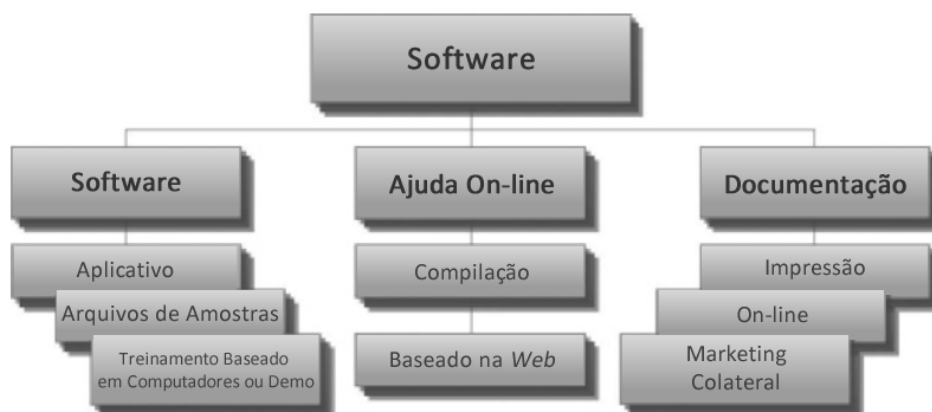 Software
Software
Aplicativo
Arquivos de Amostras
Treinamento Baseado
em Computadores ou Demo
Ajuda On-line
Compilação
Baseado na Web
Documentação
Impressão
On-line
Marketing
Colateral